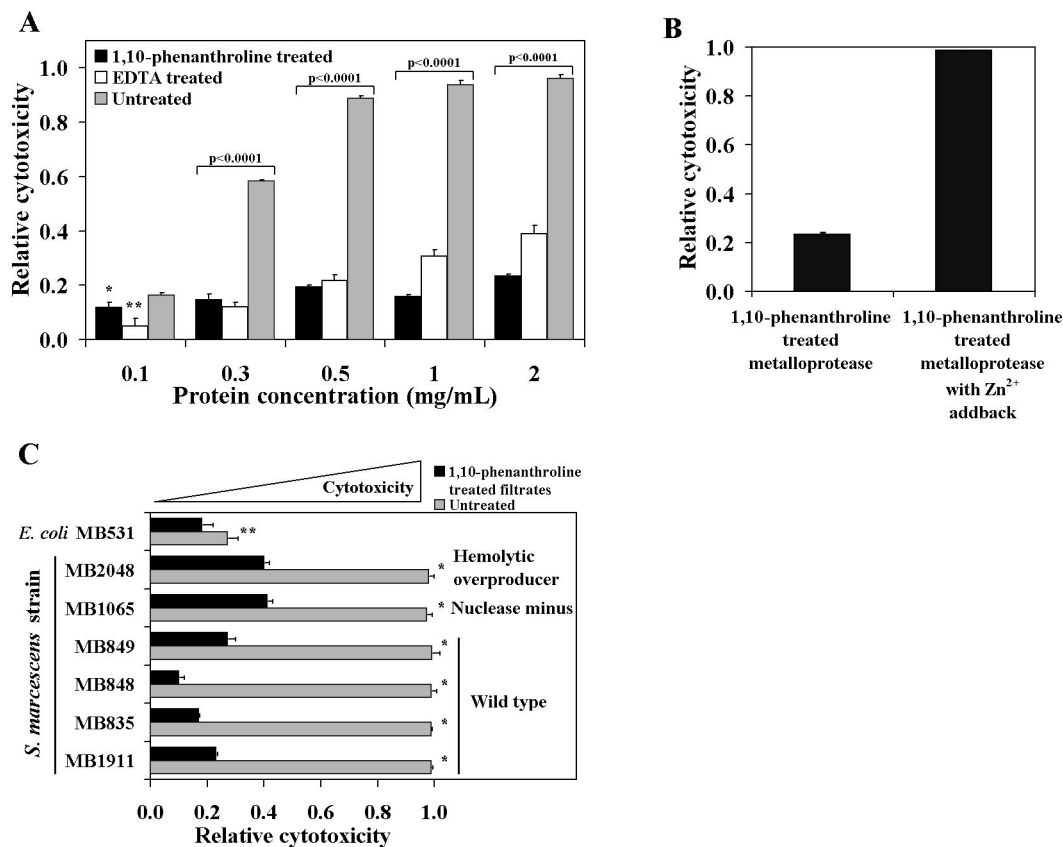 A
1,10-phenanthroline treated
EDTA treated
Untreated
Relative cytotoxicity
1.0
0.8
0.6
0.4
0.2
0.0
*
**
p<0.0001
p<0.0001
p<0.0001
p<0.0001
0.1
0.3
0.5
1
2
Protein concentration (mg/mL)
B
Relative cytotoxicity
1.0
0.8
0.6
0.4
0.2
0.0
1,10-phenanthroline
treated
metalloprotease
1,10-phenanthroline
treated
metalloprotease
with Zn²⁺
addback
C
Cytotoxicity
1,10-phenanthroline
treated filtrates
Untreated
S. marcescens strain
E. coli MB531
**
MB2048
*
Hemolytic
overproducer
MB1065
*
Nuclease minus
MB849
*
MB848
*
Wild type
MB835
*
MB1911
*
0.0
0.2
0.4
0.6
0.8
1.0
Relative cytotoxicity